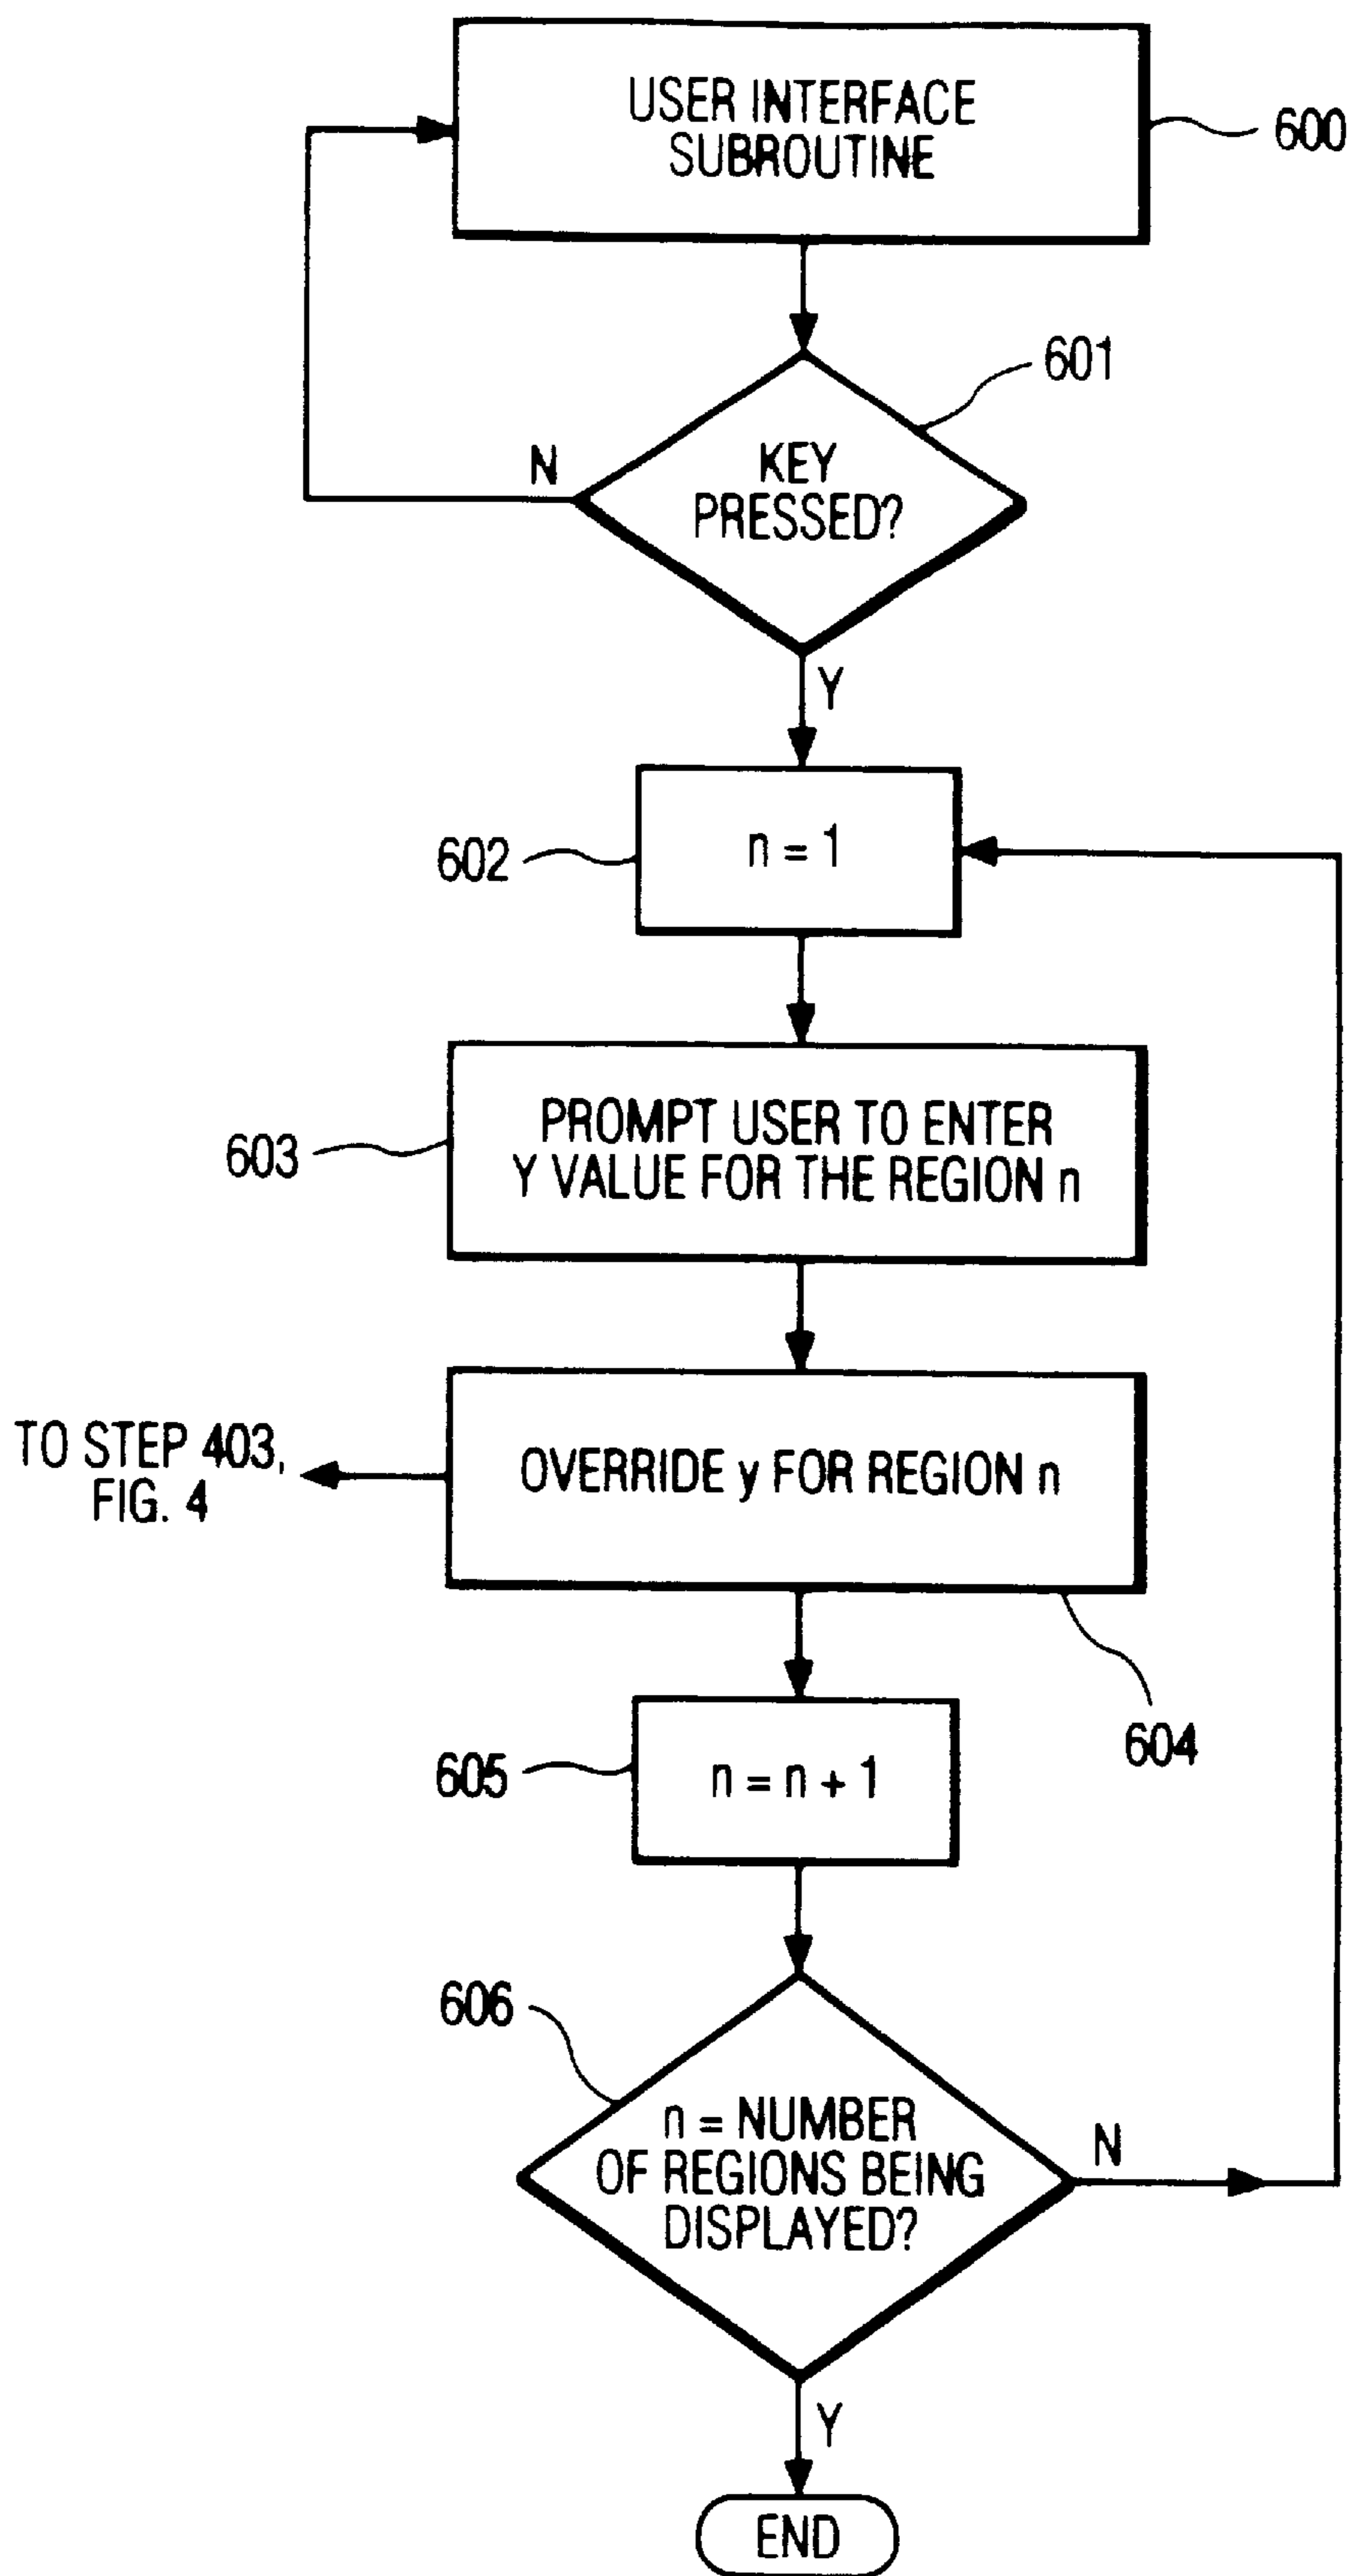 USER INTERFACE
SUBROUTINE
600
601
KEY
PRESSED?
N
Y
602
n = 1
603
PROMPT USER TO ENTER
Y VALUE FOR THE REGION n
TO STEP 403,
FIG. 4
OVERRIDE y FOR REGION n
604
605
n = n + 1
606
n = NUMBER
OF REGIONS BEING
DISPLAYED?
N
Y
END